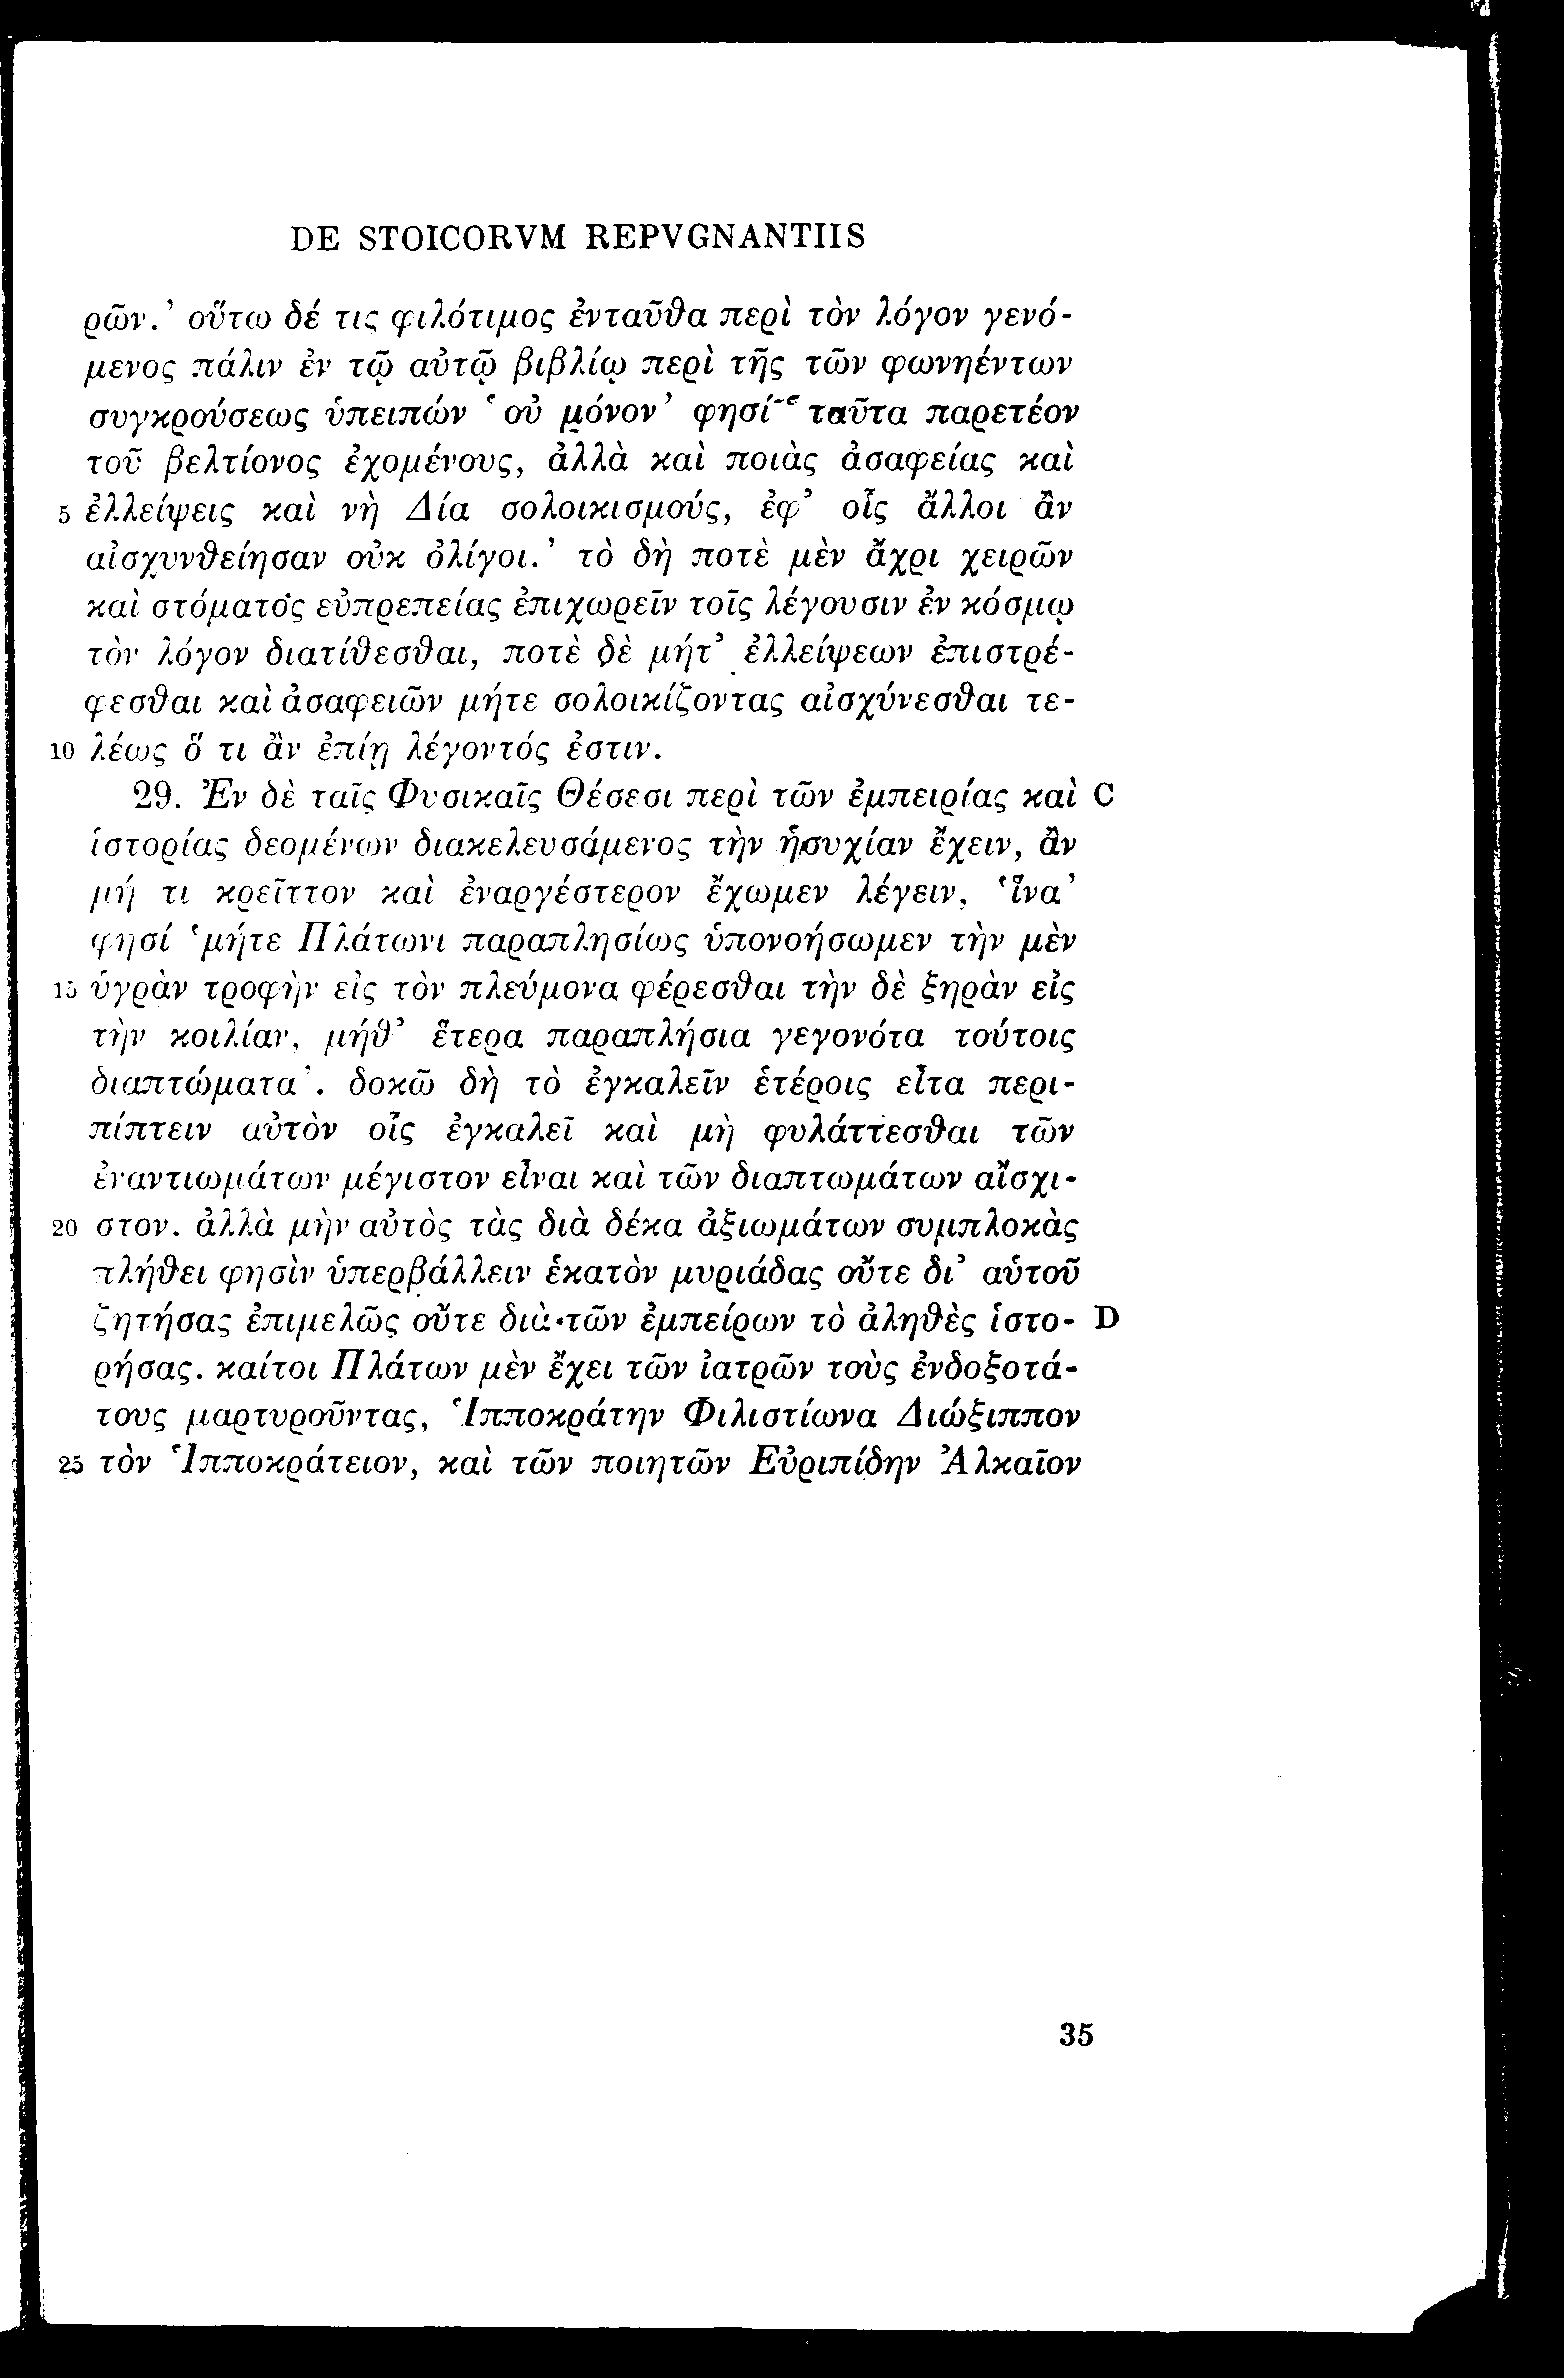 DE STOICORVM REPVGNANTIIS
ρῶν.’ οὕτω δέ τις φιλότιμος ἐνταῦθα περὶ τὸν λόγον γενό-
μενος πάλιν ἐν τῷ αὐτῷ βιβλίῳ περὶ τῆς τῶν φωνηέντων
συγκρούσεως ὑπειπών ‘οὐ μόνον’ φησί ‘ταῦτα παρετέον
τοῦ βελτίονος ἐχομένους, ἀλλὰ καὶ ποιὰς ἀσαφείας καὶ
5 ἐλλείψεις καὶ νὴ Δία σολοικισμούς, ἐφ’ οἷς ἄλλοι ἂν
αἰσχυνθείησαν οὐκ ὀλίγοι.’ τὸ δὴ ποτὲ μὲν ἄχρι χειρῶν
καὶ στόματος εὐπρεπείας ἐπιχωρεῖν τοῖς λέγουσιν ἐν κόσμῳ
τὸν λόγον διατίθεσθαι, ποτὲ δὲ μήτ’ ἐλλείψεων ἐπιστρέ-
φεσθαι καὶ ἀσαφειῶν μήτε σολοικίζοντας αἰσχύνεσθαι τε-
10 λέως ὅ τι ἂν ἐπίῃ λέγοντός ἐστιν.
29. Ἐν δὲ ταῖς Φυσικαῖς Θέσεσι περὶ τῶν ἐμπειρίας καὶ C
ἱστορίας δεομένων διακελευσάμενος τὴν ἡσυχίαν ἔχειν, ἂν
μή τι κρεῖττον καὶ ἐναργέστερον ἔχωμεν λέγειν, ‘ἵνα’
φησί ‘μήτε Πλάτωνι παραπλησίως ὑπονοήσωμεν τὴν μὲν
15 ὑγρὰν τροφὴν εἰς τὸν πλεύμονα φέρεσθαι τὴν δὲ ξηρὰν εἰς
τὴν κοιλίαν, μήθ’ ἕτερα παραπλήσια γεγονότα τούτοις
διαπτώματα’. δοκῶ δὴ τὸ ἐγκαλεῖν ἑτέροις εἶτα περι-
πίπτειν αὐτὸν οἷς ἐγκαλεῖ καὶ μὴ φυλάττεσθαι τῶν
ἐναντιωμάτων μέγιστον εἶναι καὶ τῶν διαπτωμάτων αἴσχι-
20 στον. ἀλλὰ μὴν αὐτὸς τὰς διὰ δέκα ἀξιωμάτων συμπλοκὰς
πλήθει φησὶν ὑπερβάλλειν ἑκατὸν μυριάδας οὔτε δι’ αὑτοῦ
ζητήσας ἐπιμελῶς οὔτε διὰ τῶν ἐμπείρων τὸ ἀληθὲς ἱστο- D
ρήσας. καίτοι Πλάτων μὲν ἔχει τῶν ἰατρῶν τοὺς ἐνδοξοτά-
τους μαρτυροῦντας, Ἱπποκράτην Φιλιστίωνα Διώξιππον
25 τὸν Ἱπποκράτειον, καὶ τῶν ποιητῶν Εὐριπίδην Ἀλκαῖον
35